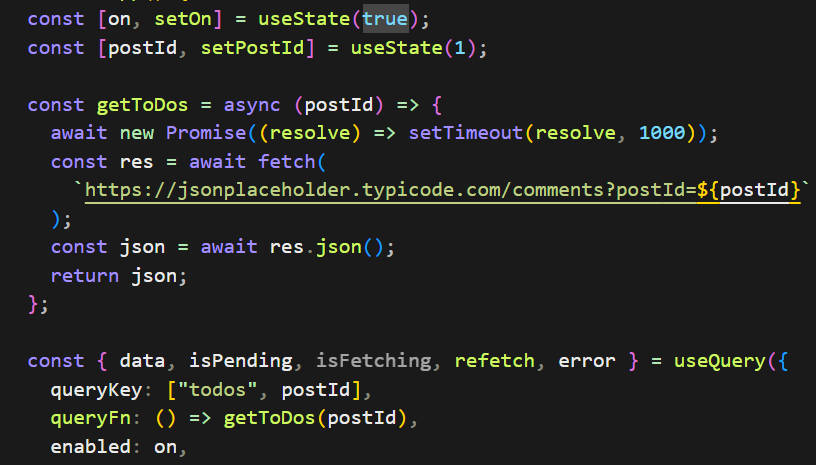 const [on, setOn] = useState(true);
const [postId, setPostId] = useState(1);
const getToDos = async (postId) => {
await new Promise((resolve) => setTimeout(resolve, 1000));
const res = await fetch(
`https://jsonplaceholder.typicode.com/comments?postId=${postId}`
);
const json = await res.json();
return json;
};
const { data, isPending, isFetching, refetch, error } = useQuery({
queryKey: ["todos", postId],
queryFn: () => getToDos(postId),
enabled: on,